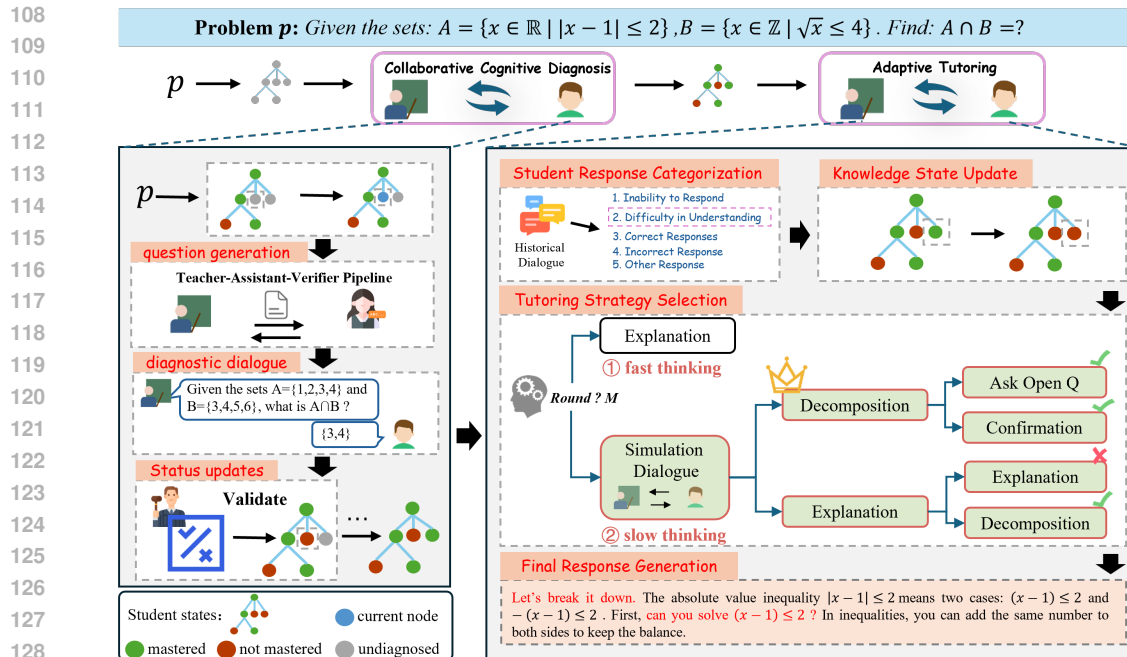 108
109
110
111
112
113
114
115
116
117
118
119
120
121
122
123
124
125
126
127
128
Problem p: Given the sets: A = {x ∈ ℝ | |x − 1| ≤ 2} ,B = {x ∈ ℤ | √x ≤ 4} . Find: A ∩ B =?
p
Collaborative Cognitive Diagnosis
Adaptive Tutoring
p
question generation
Teacher-Assistant-Verifier Pipeline
diagnostic dialogue
Given the sets A={1,2,3,4} and
B={3,4,5,6}, what is A∩B ?
{3,4}
Status updates
Validate
...
Student states:
current node
mastered
not mastered
undiagnosed
Student Response Categorization
Historical
Dialogue
1. Inability to Respond
2. Difficulty in Understanding
3. Correct Responses
4. Incorrect Response
5. Other Response
Knowledge State Update
Tutoring Strategy Selection
Round ? M
Explanation
① fast thinking
Simulation
Dialogue
② slow thinking
Decomposition
Ask Open Q
Confirmation
Explanation
Explanation
Decomposition
Final Response Generation
Let's break it down. The absolute value inequality |x − 1| ≤ 2 means two cases: (x − 1) ≤ 2 and
− (x − 1) ≤ 2 . First, can you solve (x − 1) ≤ 2 ? In inequalities, you can add the same number to
both sides to keep the balance.